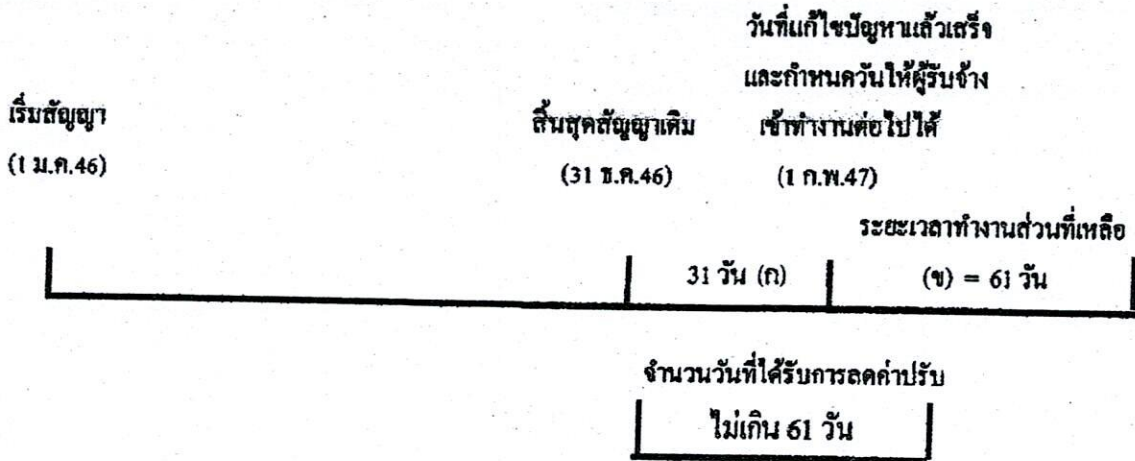 วันที่แก้ไขปัญหาแล้วเสร็จ
และกำหนดวันให้ผู้รับจ้าง
เริ่มสัญญา สิ้นสุดสัญญาเดิม เข้าทำงานต่อไปได้
(1 ม.ค.46) (31 ธ.ค.46) (1 ก.พ.47)
ระยะเวลาทำงานส่วนที่เหลือ
31 วัน (ก) (ข) = 61 วัน
จำนวนวันที่ได้รับการลดค่าปรับ
ไม่เกิน 61 วัน